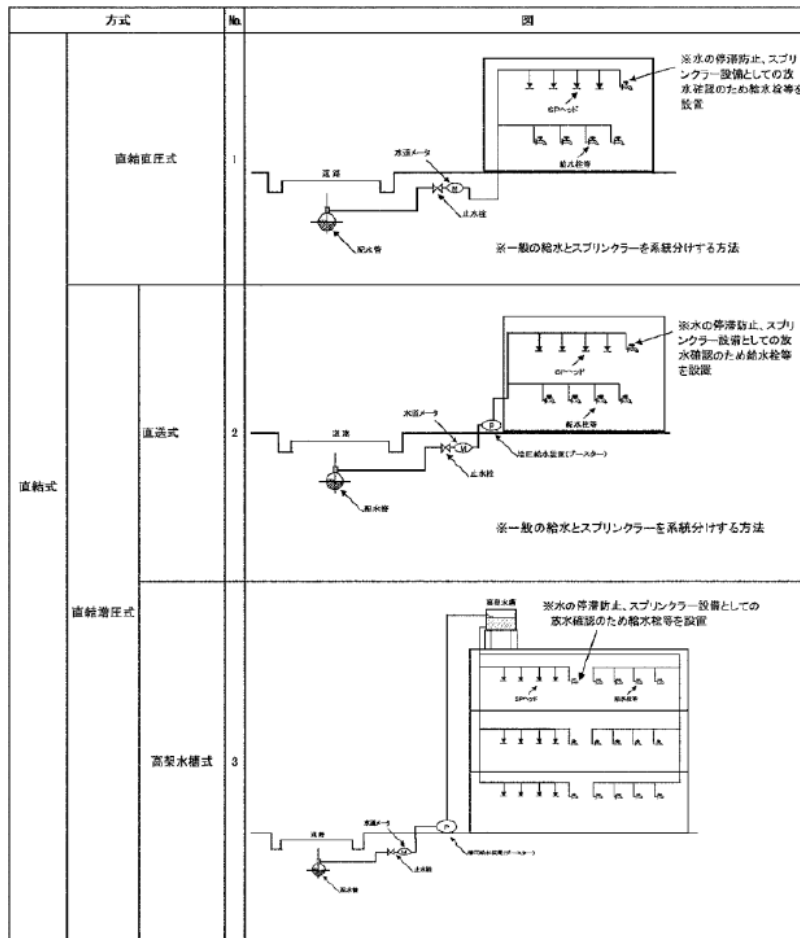 方式 No. 図
※水の停滞防止、スプリ
ンクラー設備としての放
水確認のため給水栓等を
設置
SPヘッド
直結直圧式
1
水道メータ
給水栓等
道路
M
止水栓
配水管
※一般の給水とスプリンクラーを系統分けする方法
※水の停滞防止、スプリ
ンクラー設備としての放
水確認のため給水栓等
を設置
SPヘッド
直送式
2
水道メータ
給水栓等
道路
P
増圧給水装置(ブースター)
M
止水栓
配水管
直結式
※一般の給水とスプリンクラーを系統分けする方法
直結増圧式
高架水槽
※水の停滞防止、スプリンクラー設備としての
放水確認のため給水栓等を設置
SPヘッド
給水栓等
高架水槽式
3
水道メータ
P
道路
増圧給水装置(ブースター)
M
止水栓
配水管